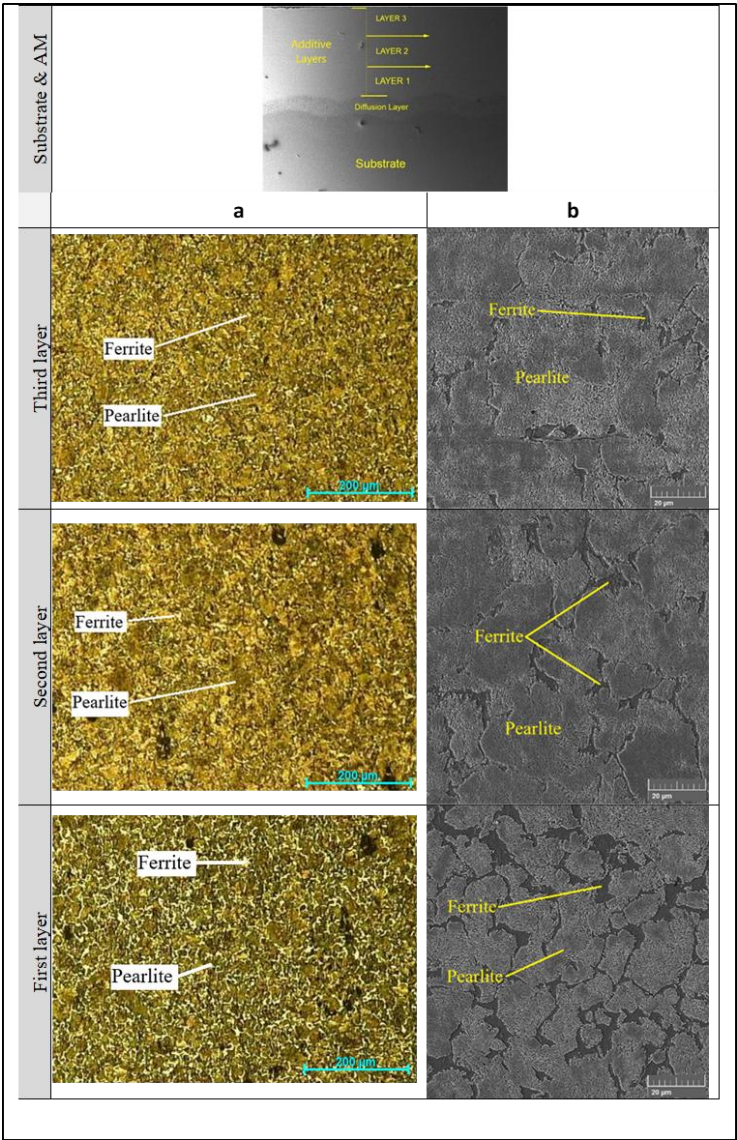 Substrate & AM
LAYER 3
Additive
Layers
LAYER 2
LAYER 1
Diffusion Layer
Substrate
a
b
Third layer
Ferrite
Pearlite
200 µm
Ferrite
Pearlite
20 µm
Second layer
Ferrite
Pearlite
200 µm
Ferrite
Pearlite
20 µm
First layer
Ferrite
Pearlite
200 µm
Ferrite
Pearlite
20 µm